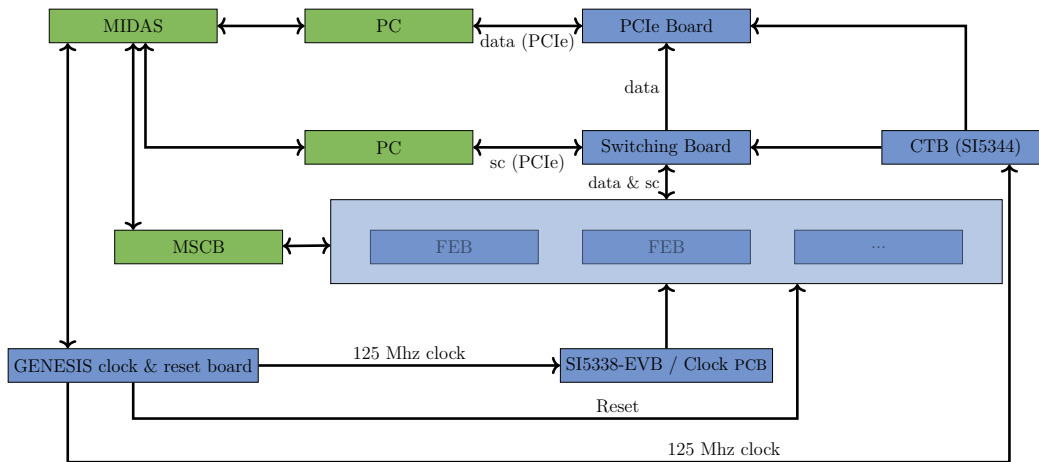 MIDAS
PC
PCIe Board
data (PCIe)
data
PC
Switching Board
CTB (SI5344)
sc (PCIe)
data & sc
MSCB
FEB
FEB
...
125 Mhz clock
GENESIS clock & reset board
SI5338-EVB / Clock PCB
Reset
125 Mhz clock